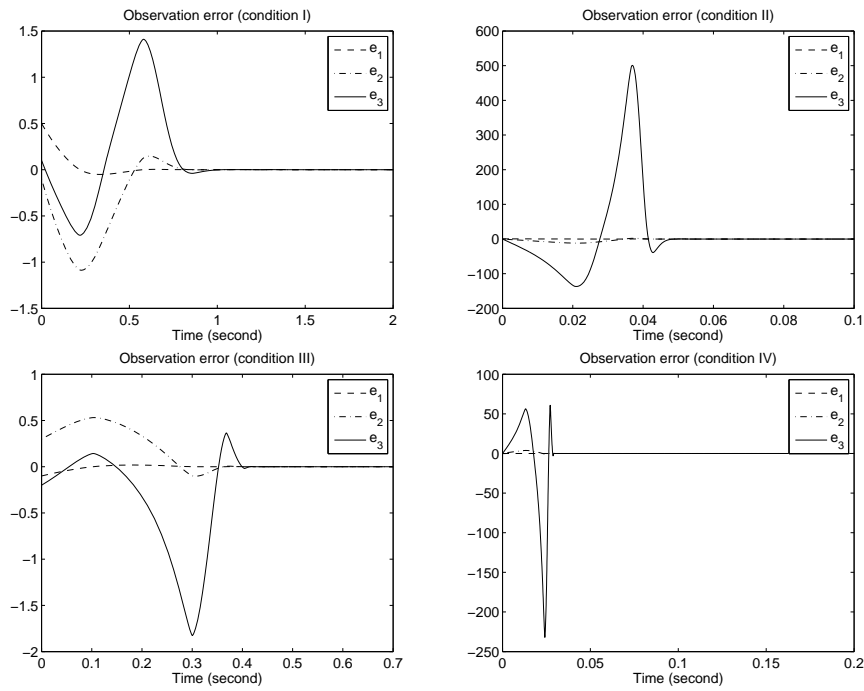 Observation error (condition I)
1.5
1
0.5
0
−0.5
−1
−1.5
0
0.5
1
1.5
2
Time (second)
e1
e2
e3
Observation error (condition II)
600
500
400
300
200
100
0
−100
−200
0
0.02
0.04
0.06
0.08
0.1
Time (second)
e1
e2
e3
Observation error (condition III)
1
0.5
0
−0.5
−1
−1.5
−2
0
0.1
0.2
0.3
0.4
0.5
0.6
0.7
Time (second)
e1
e2
e3
Observation error (condition IV)
100
50
0
−50
−100
−150
−200
−250
0
0.05
0.1
0.15
0.2
Time (second)
e1
e2
e3